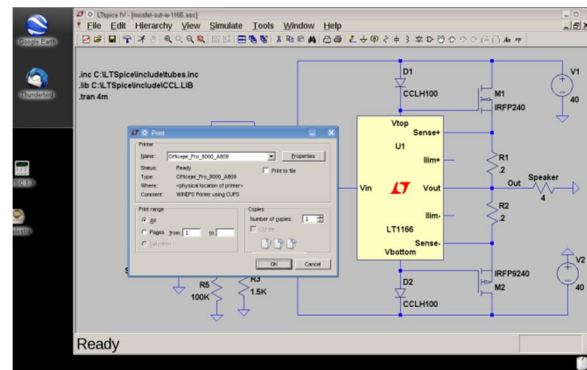 LTspice IV - [mosfet-out-w-1166.asc]
File Edit Hierarchy View Simulate Tools Window Help
Google Earth
Thunderbird
.inc C:\LTSpice\include\tubes.inc
.lib C:\LTSpice\include\CCL.LIB
.tran 4m
D1
CCLH100
M1
IRFP240
V1
40
Vtop
Sense+
U1
Ilim+
R1
.2
Vin
Vout
Out
Speaker
4
R2
.2
Ilim-
LT1166
Sense-
Vbottom
IRFP9240
M2
D2
CCLH100
V2
40
R5
100K
R3
1.5K
Print
Printer
Name: Officejet_Pro_8000_A809
Properties
Status: Ready
Print to file
Type: Officejet_Pro_8000_A809
Where: <physical location of printer>
Comment: WINEPS Printer using CUPS
Print range
All
Pages from: 1 to:
Selection
Copies
Number of copies: 1
Collate
OK Cancel
Ready